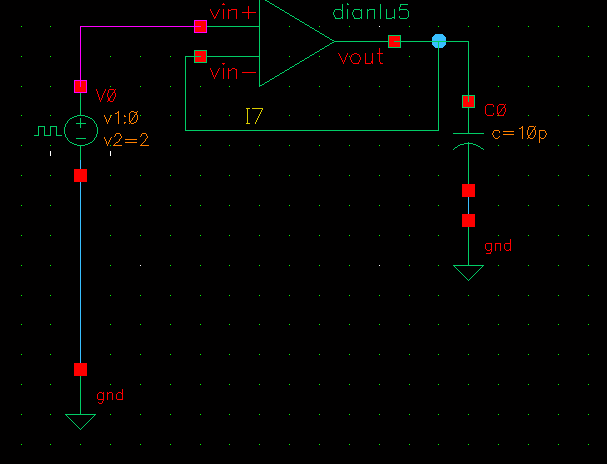 dianlu5
vin+
vout
vin−
V0
C0
I7
v1:0
c=10p
v2=2
gnd
gnd